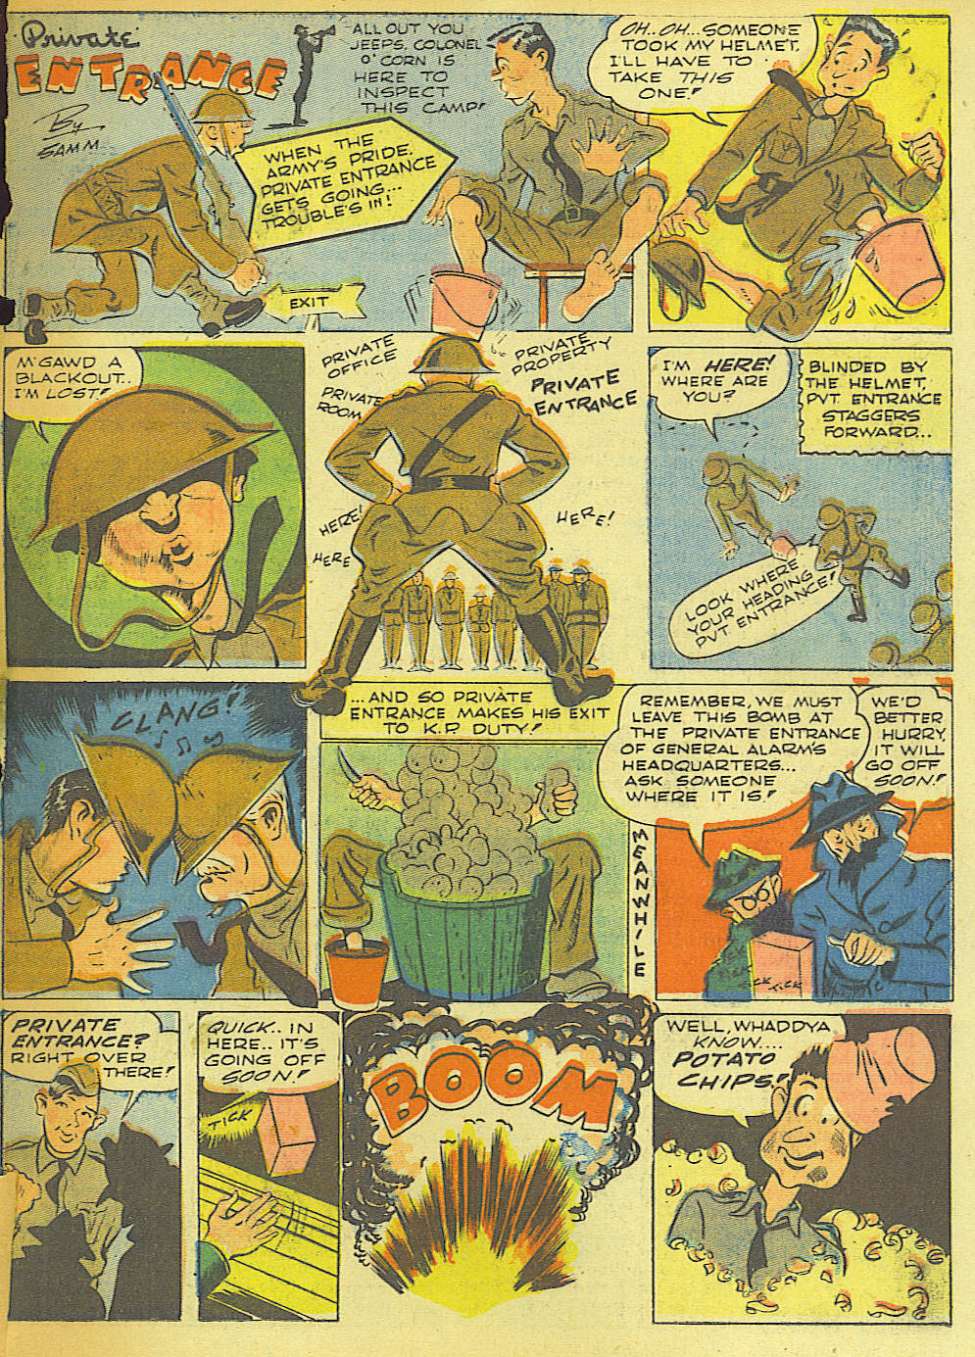 Private
ENTRANCE
By
SAMM
WHEN THE
ARMY'S PRIDE,
PRIVATE ENTRANCE
GETS GOING...
TROUBLE'S IN!
EXIT
ALL OUT YOU
JEEPS. COLONEL
O' CORN IS
HERE TO
INSPECT
THIS CAMP!
OH..OH...SOMEONE
TOOK MY HELMET.
I'LL HAVE TO
TAKE THIS
ONE!
M'GAWD A
BLACKOUT..
I'M LOST!
PRIVATE
OFFICE
PRIVATE
ROOM
PRIVATE
PROPERTY
PRIVATE
ENTRANCE
HERE!
HERE
HERE!
I'M HERE!
WHERE ARE
YOU?
BLINDED BY
THE HELMET,
PVT ENTRANCE
STAGGERS
FORWARD...
LOOK WHERE
YOUR HEADING
PVT ENTRANCE!
CLANG!
...AND SO PRIVATE
ENTRANCE MAKES HIS EXIT
TO K.P. DUTY!
MEANWHILE
REMEMBER, WE MUST
LEAVE THIS BOMB AT
THE PRIVATE ENTRANCE
OF GENERAL ALARM'S
HEADQUARTERS...
ASK SOMEONE
WHERE IT IS!
WE'D
BETTER
HURRY,
IT WILL
GO OFF
SOON!
TICK
TICK
PRIVATE
ENTRANCE?
RIGHT OVER
THERE!
QUICK.. IN
HERE.. IT'S
GOING OFF
SOON!
TICK
BOOM
WELL, WHADDYA
KNOW....
POTATO
CHIPS!